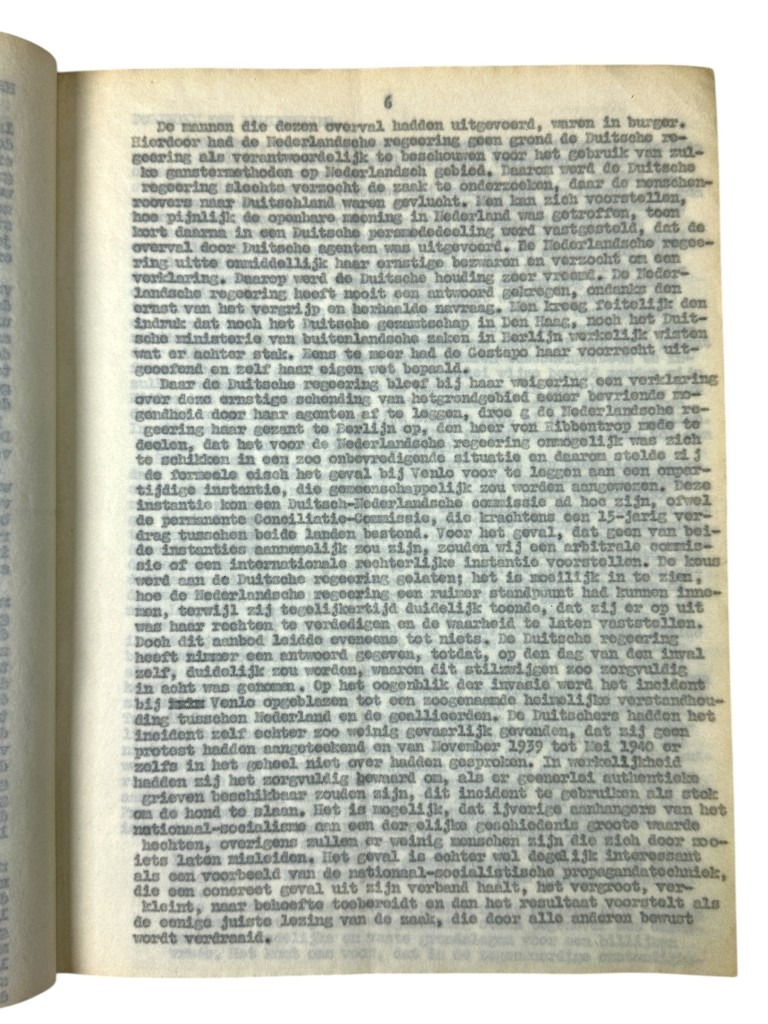 6
De mannen die dezen overval hadden uitgevoerd, waren in burger.
Hierdoor had de Nederlandsche regeering geen grond de Duitsche re-
geering als verantwoordelijk te beschouwen voor het gebruik van zul-
ke ganstermethoden op Nederlandsch gebied. Daarom werd de Duitsche
regeering slechts verzocht de zaak te onderzoeken, daar de menschen-
roovers naar Duitschland waren gevlucht. Men kan zich voorstellen,
hoe pijnlijk de openbare meening in Nederland was getroffen, toen
kort daarna in een Duitsche persmededeeling werd vastgesteld, dat de
overval door Duitsche agenten was uitgevoerd. De Nederlandsche regee-
ring uitte onmiddellijk haar ernstige bezwaren en verzocht om een
verklaring. Daarop werd de Duitsche houding zeer vreemd. De Neder-
landsche regeering heeft nooit een antwoord gekregen, ondanks den
ernst van het vergrijp en herhaalde navraag. Men kreeg feitelijk den
indruk dat noch het Duitsche gezantschap in Den Haag, noch het Duit-
sche ministerie van buitenlandsche zaken in Berlijn werkelijk wisten
wat er achter stak. Eens te meer had de Gestapo haar voorrecht uit-
geoefend en zelf haar eigen wet bepaald.
Daar de Duitsche regeering bleef bij haar weigering een verklaring
over deze ernstige schending van hetgrondgebied eener bevriende mo-
gendheid door haar agenten af te leggen, droe g de Nederlandsche re-
geering haar gezant te Berlijn op, den heer von Ribbentrop mede te
deelen, dat het voor de Nederlandsche regeering onmogelijk was zich
te schikken in een zoo onbevredigende situatie en daarom stelde zij
de formeele eisch het geval bij Venlo voor te leggen aan een onpar-
tijdige instantie, die gemeenschappelijk zou worden aangewezen. Deze
instantie kon een Duitsch-Nederlandsche commissie ad hoc zijn, ofwel
de permanente Conciliatie-Commissie, die krachtens een 15-jarig ver-
drag tusschen beide landen bestond. Voor het geval, dat geen van bei-
de instanties aannemelijk zou zijn, zouden wij een arbitrale commis-
sie of een internationale rechterlijke instantie voorstellen. De keus
werd aan de Duitsche regeering gelaten; het is moeilijk in te zien,
hoe de Nederlandsche regeering een ruimer standpunt had kunnen inne-
men, terwijl zij tegelijkertijd duidelijk toonde, dat zij er op uit
was haar rechten te verdedigen en de waarheid te laten vaststellen.
Doch dit aanbod leidde eveneens tot niets. De Duitsche regeering
heeft nimmer een antwoord gegeven, totdat, op den dag van den inval
zelf, duidelijk zou worden, waarom dit stilzwijgen zoo zorgvuldig
in acht was genomen. Op het oogenblik der invasie werd het incident
bij Venlo opgeblazen tot een zoogenaamde heimelijke verstandhou-
ding tusschen Nederland en de geallieerden. De Duitschers hadden het
incident zelf echter zoo weinig gevaarlijk gevonden, dat zij geen
protest hadden aangeteekend en van November 1939 tot Mei 1940 er
zelfs in het geheel niet over hadden gesproken. In werkelijkheid
hadden zij het zorgvuldig bewaard om, als er geenerlei authentieke
grieven beschikbaar zouden zijn, dit incident te gebruiken als stok
om de hond te slaan. Het is mogelijk, dat ijverige aanhangers van het
nationaal-socialisme aan een dergelijke geschiedenis groote waarde
hechten, overigens zullen er weinig menschen zijn die zich door zoo-
iets laten misleiden. Het geval is echter wel degelijk interessant
als een voorbeeld van de nationaal-socialistische propagandatechniek,
die een concreet geval uit zijn verband haalt, het vergroot, ver-
kleint, naar behoefte toebereidt en dan het resultaat voorstelt als
de eenige juiste lezing van de zaak, die door alle anderen bewust
wordt verdraaid.